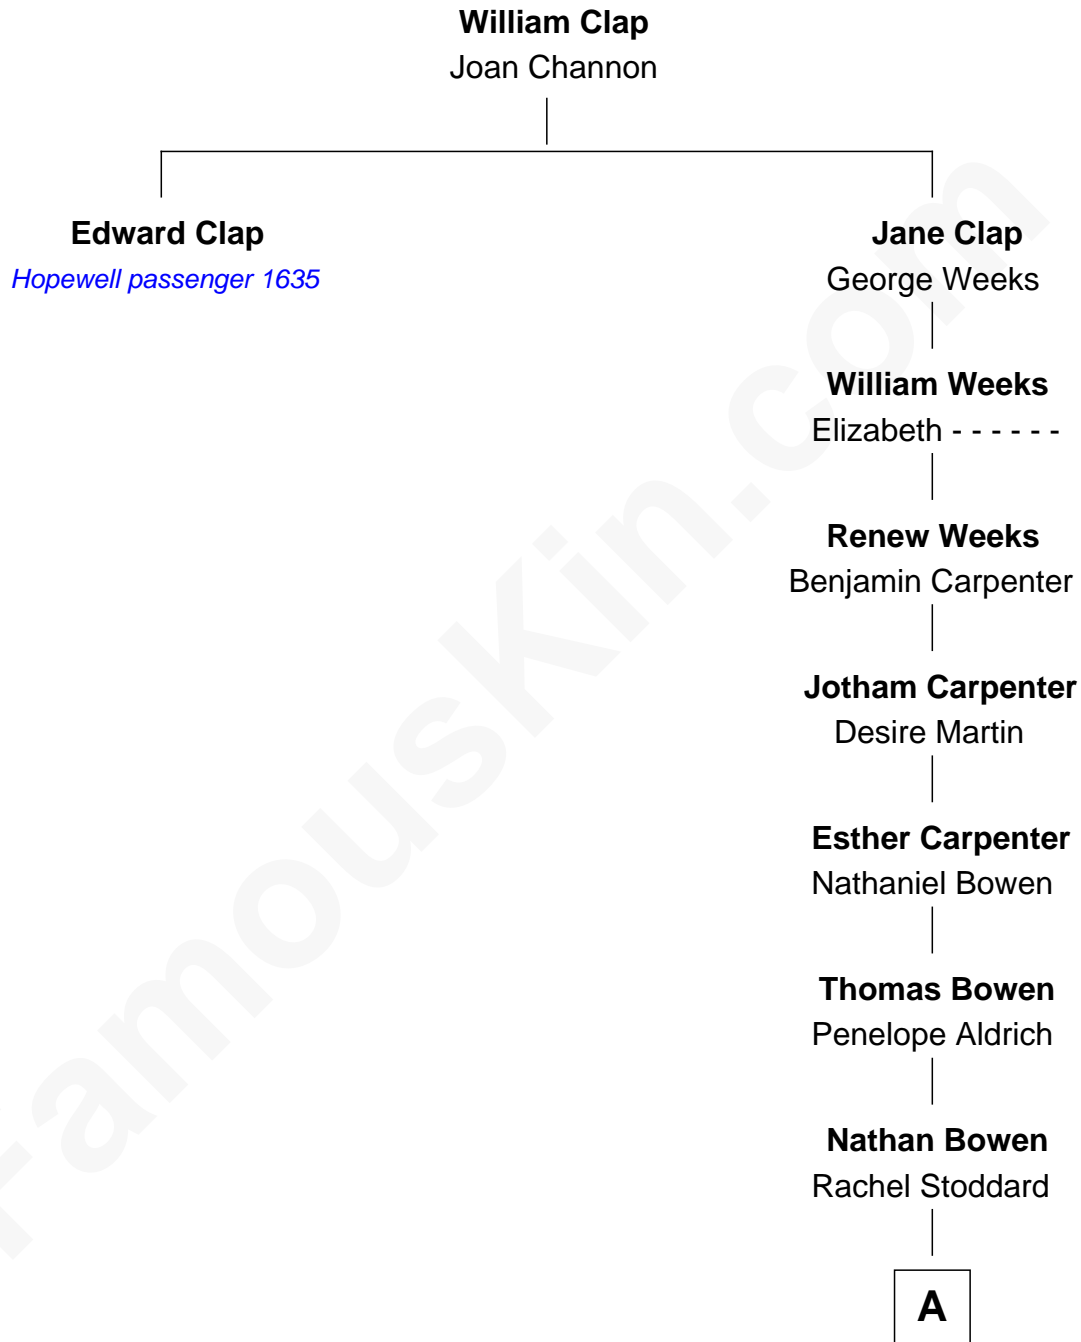 William Clap
Joan Channon
Edward Clap
Hopewell passenger 1635
Jane Clap
George Weeks
William Weeks
Elizabeth - - - - - -
Renew Weeks
Benjamin Carpenter
Jotham Carpenter
Desire Martin
Esther Carpenter
Nathaniel Bowen
Thomas Bowen
Penelope Aldrich
Nathan Bowen
Rachel Stoddard
A
FamousKin.com